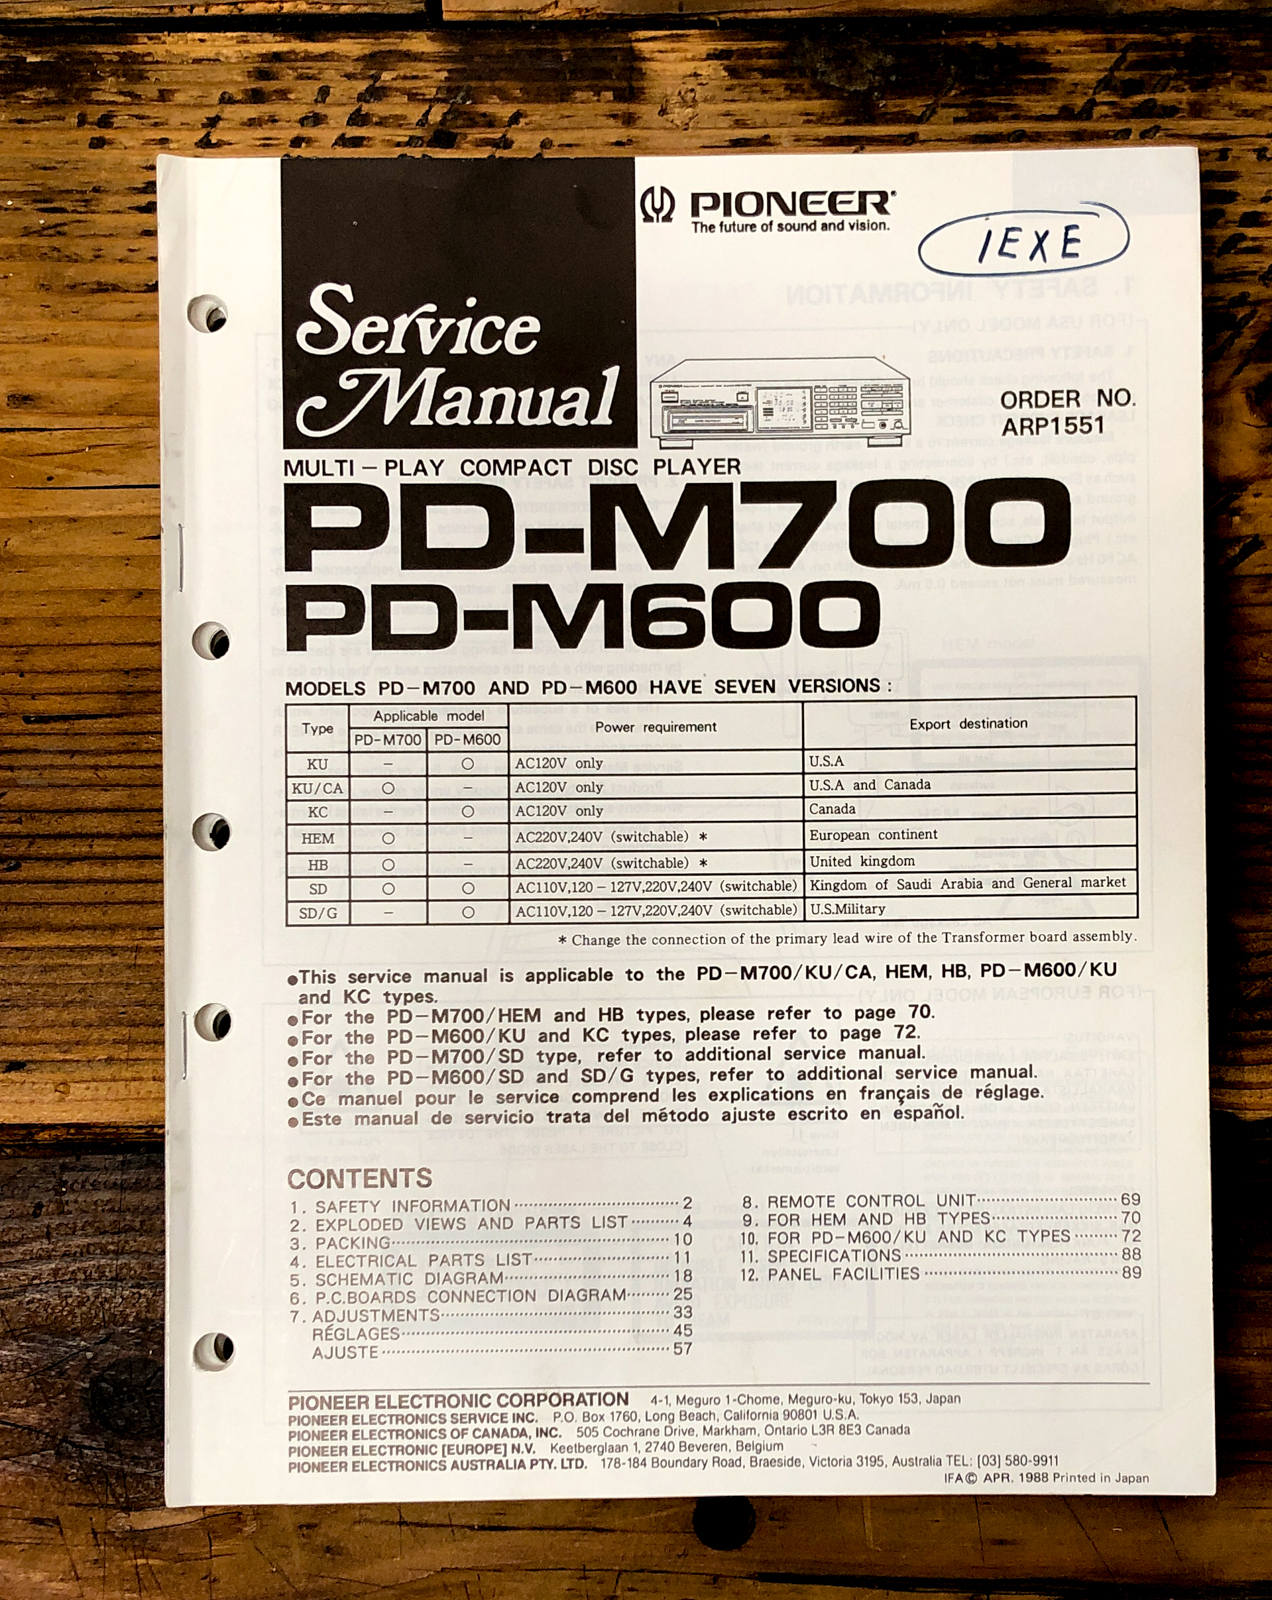 PIONEER
The future of sound and vision.
IEXE
Service
Manual
ORDER NO.
ARP1551
MULTI-PLAY COMPACT DISC PLAYER
PD-M700
PD-M600
MODELS PD-M700 AND PD-M600 HAVE SEVEN VERSIONS :
Type Applicable model Power requirement Export destination
PD-M700 PD-M600
KU – ○ AC120V only U.S.A
KU/CA ○ – AC120V only U.S.A and Canada
KC – ○ AC120V only Canada
HEM ○ – AC220V,240V (switchable) * European continent
HB ○ – AC220V,240V (switchable) * United kingdom
SD ○ ○ AC110V,120-127V,220V,240V (switchable) Kingdom of Saudi Arabia and General market
SD/G – ○ AC110V,120-127V,220V,240V (switchable) U.S.Military
* Change the connection of the primary lead wire of the Transformer board assembly.
●This service manual is applicable to the PD-M700/KU/CA, HEM, HB, PD-M600/KU
and KC types.
●For the PD-M700/HEM and HB types, please refer to page 70.
●For the PD-M600/KU and KC types, please refer to page 72.
●For the PD-M700/SD type, refer to additional service manual.
●For the PD-M600/SD and SD/G types, refer to additional service manual.
●Ce manuel pour le service comprend les explications en français de réglage.
●Este manual de servicio trata del método ajuste escrito en español.
CONTENTS
1. SAFETY INFORMATION 2
2. EXPLODED VIEWS AND PARTS LIST 4
3. PACKING 10
4. ELECTRICAL PARTS LIST 11
5. SCHEMATIC DIAGRAM 18
6. P.C.BOARDS CONNECTION DIAGRAM 25
7. ADJUSTMENTS 33
RÉGLAGES 45
AJUSTE 57
8. REMOTE CONTROL UNIT 69
9. FOR HEM AND HB TYPES 70
10. FOR PD-M600/KU AND KC TYPES 72
11. SPECIFICATIONS 88
12. PANEL FACILITIES 89
PIONEER ELECTRONIC CORPORATION 4-1, Meguro 1-Chome, Meguro-ku, Tokyo 153, Japan
PIONEER ELECTRONICS SERVICE INC. P.O. Box 1760, Long Beach, California 90801 U.S.A.
PIONEER ELECTRONICS OF CANADA, INC. 505 Cochrane Drive, Markham, Ontario L3R 8E3 Canada
PIONEER ELECTRONIC [EUROPE] N.V. Keetberglaan 1, 2740 Beveren, Belgium
PIONEER ELECTRONICS AUSTRALIA PTY. LTD. 178-184 Boundary Road, Braeside, Victoria 3195, Australia TEL: [03] 580-9911
IFA © APR. 1988 Printed in Japan